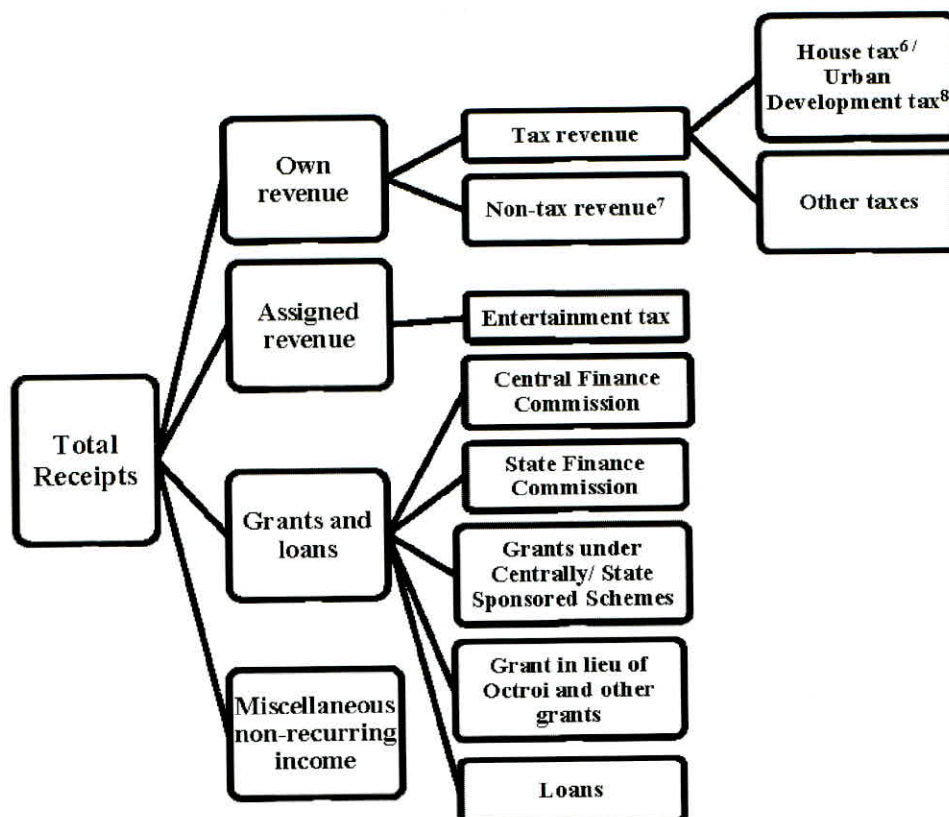 Total
Receipts
Own
revenue
Tax revenue
House tax⁶ /
Urban
Development tax⁸
Other taxes
Non-tax revenue⁷
Assigned
revenue
Entertainment tax
Grants and
loans
Central Finance
Commission
State Finance
Commission
Grants under
Centrally/ State
Sponsored Schemes
Grant in lieu of
Octroi and other
grants
Loans
Miscellaneous
non-recurring
income